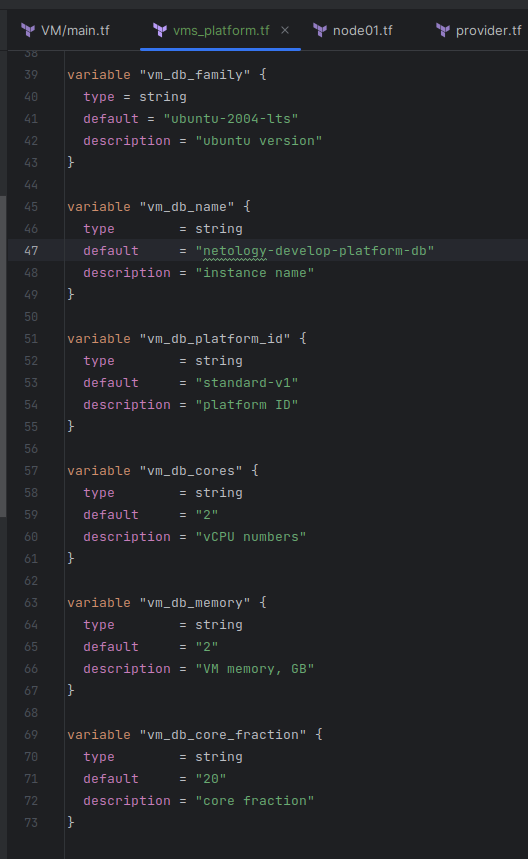 VM/main.tf vms_platform.tf × node01.tf provider.tf
38
39 variable "vm_db_family" {
40   type = string
41   default = "ubuntu-2004-lts"
42   description = "ubuntu version"
43 }
44
45 variable "vm_db_name" {
46   type        = string
47   default     = "netology-develop-platform-db"
48   description = "instance name"
49 }
50
51 variable "vm_db_platform_id" {
52   type        = string
53   default     = "standard-v1"
54   description = "platform ID"
55 }
56
57 variable "vm_db_cores" {
58   type        = string
59   default     = "2"
60   description = "vCPU numbers"
61 }
62
63 variable "vm_db_memory" {
64   type        = string
65   default     = "2"
66   description = "VM memory, GB"
67 }
68
69 variable "vm_db_core_fraction" {
70   type        = string
71   default     = "20"
72   description = "core fraction"
73 }